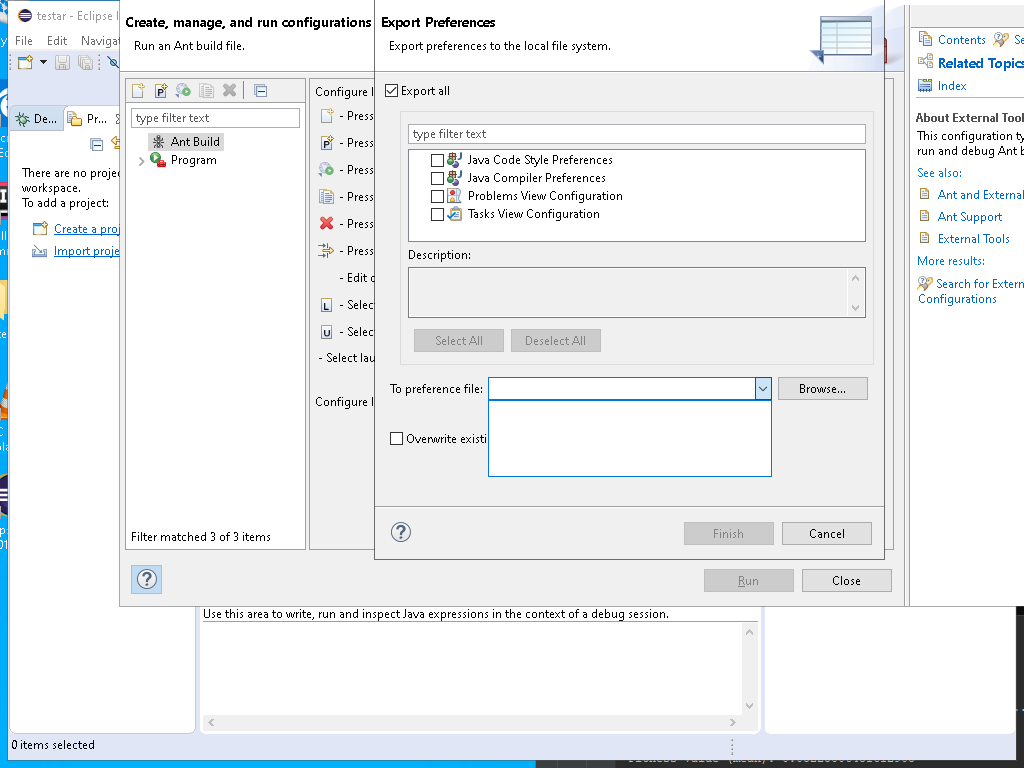 testar - Eclipse I
File Edit Navigat
De...
Pr...
There are no projec
workspace.
To add a project:
Create a proj
Import proje
Create, manage, and run configurations
Run an Ant build file.
type filter text
Ant Build
Program
Filter matched 3 of 3 items
Configure l
- Press
- Press
- Press
- Press
- Press
- Press
- Edit c
L - Selec
U - Selec
- Select lau
Configure l
Run
Close
Export Preferences
Export preferences to the local file system.
Export all
type filter text
Java Code Style Preferences
Java Compiler Preferences
Problems View Configuration
Tasks View Configuration
Description:
Select All
Deselect All
To preference file:
Browse...
Overwrite existi
Finish
Cancel
Contents
Se
Related Topics
Index
About External Tool
This configuration ty
run and debug Ant b
See also:
Ant and External
Ant Support
External Tools
More results:
Search for Extern
Configurations
Use this area to write, run and inspect Java expressions in the context of a debug session.
0 items selected